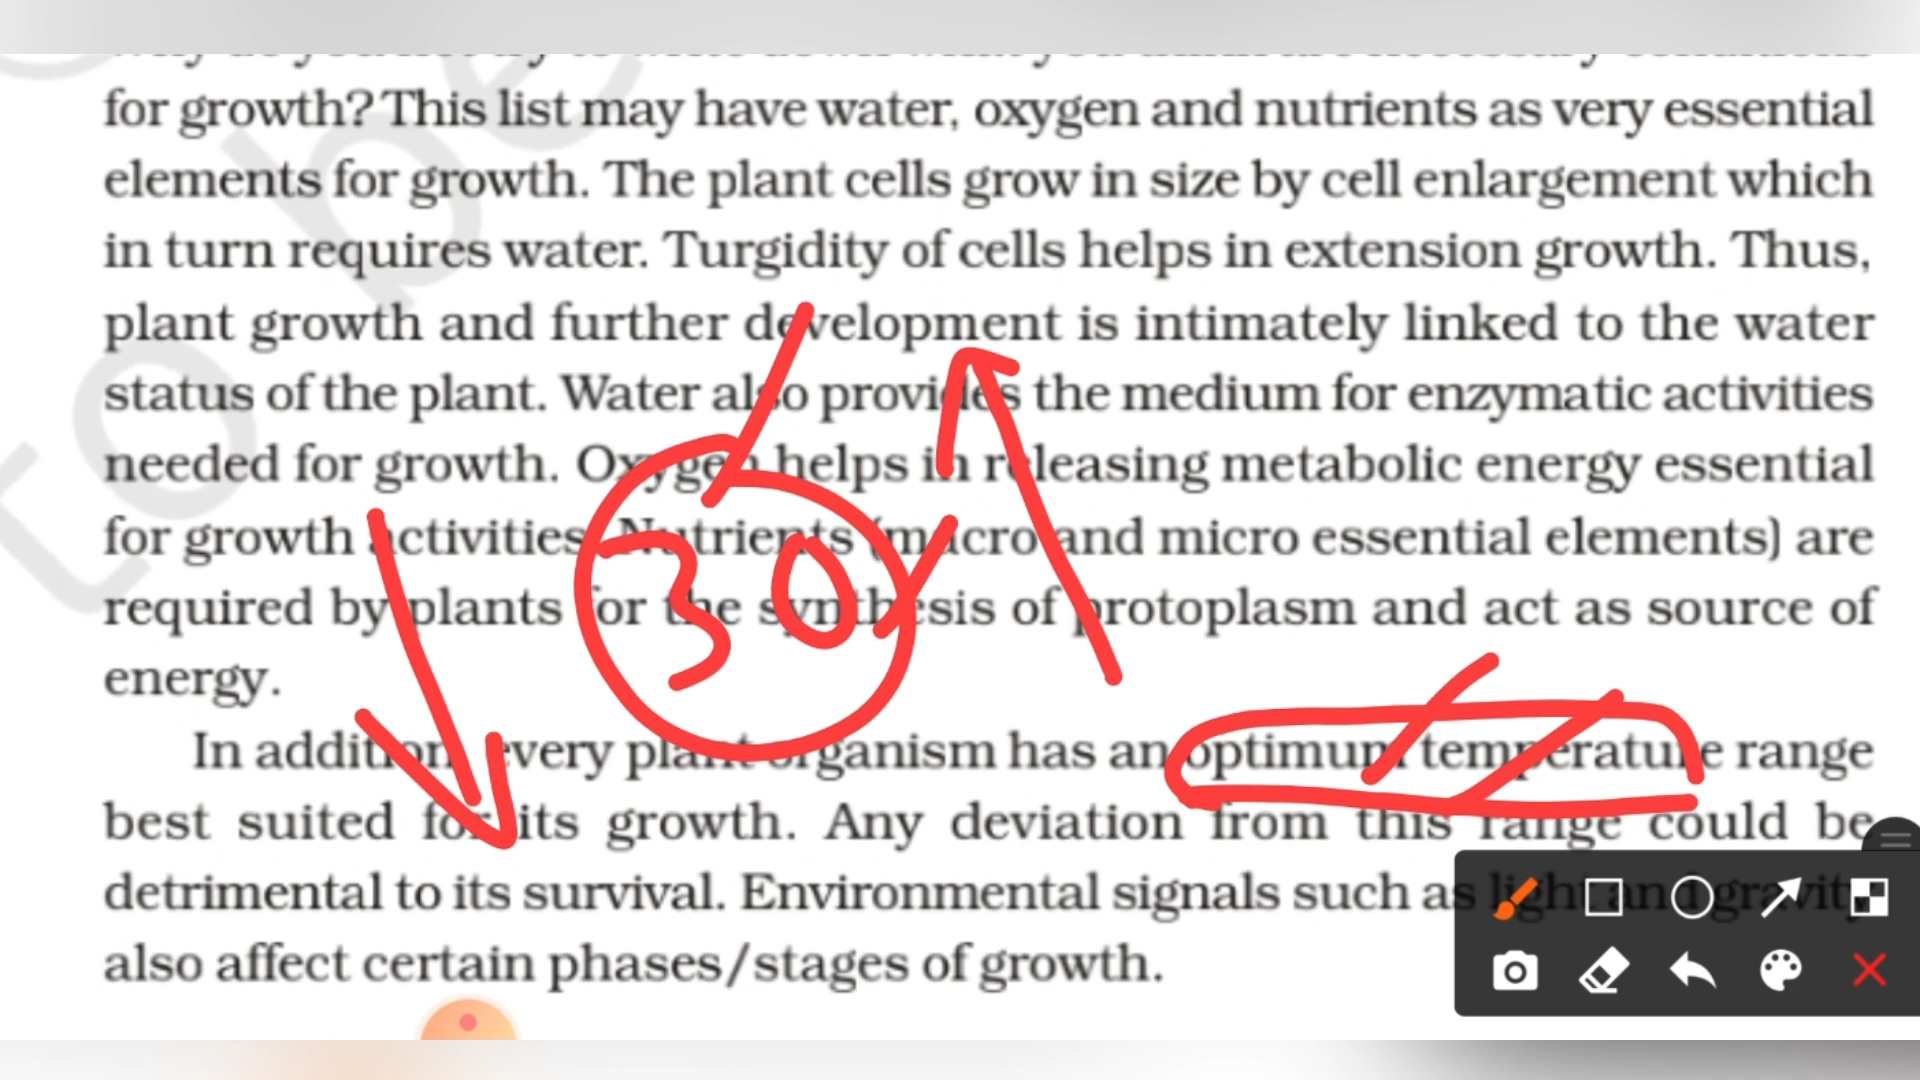 for growth? This list may have water, oxygen and nutrients as very essential
elements for growth. The plant cells grow in size by cell enlargement which
in turn requires water. Turgidity of cells helps in extension growth. Thus,
plant growth and further development is intimately linked to the water
status of the plant. Water also provides the medium for enzymatic activities
needed for growth. Oxygen helps in releasing metabolic energy essential
for growth activities. Nutrients (macro and micro essential elements) are
required by plants for the synthesis of protoplasm and act as source of
energy.
30
In addition, every plant organism has an optimum temperature range
best suited for its growth. Any deviation from this range could be
detrimental to its survival. Environmental signals such as light and gravity
also affect certain phases/stages of growth.
to be